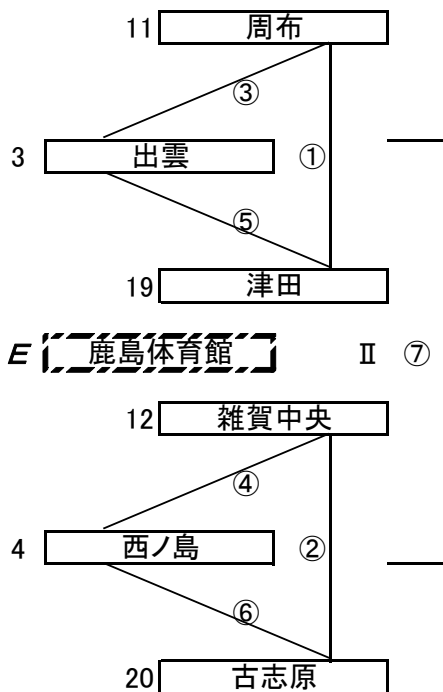 11 周布
③
3 出雲 ①
⑤
19 津田
E 鹿島体育館 Ⅱ ⑦
12 雑賀中央
④
4 西ノ島 ②
⑥
20 古志原